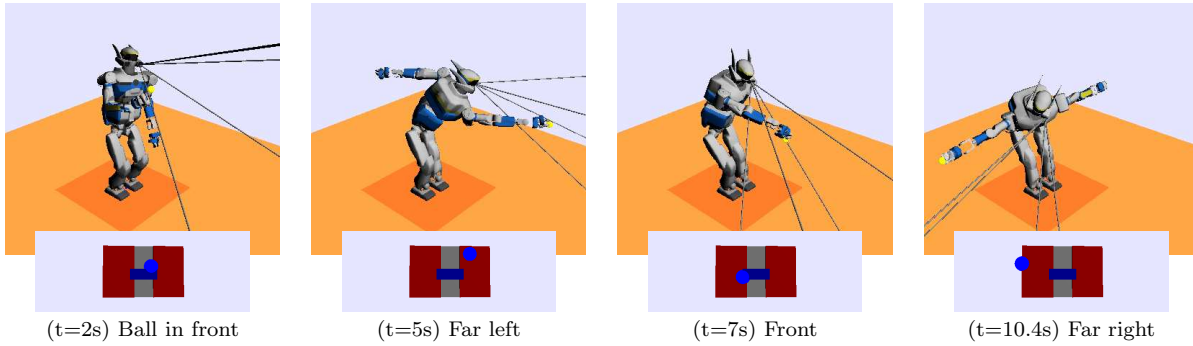 (t=2s) Ball in front
(t=5s) Far left
(t=7s) Front
(t=10.4s) Far right